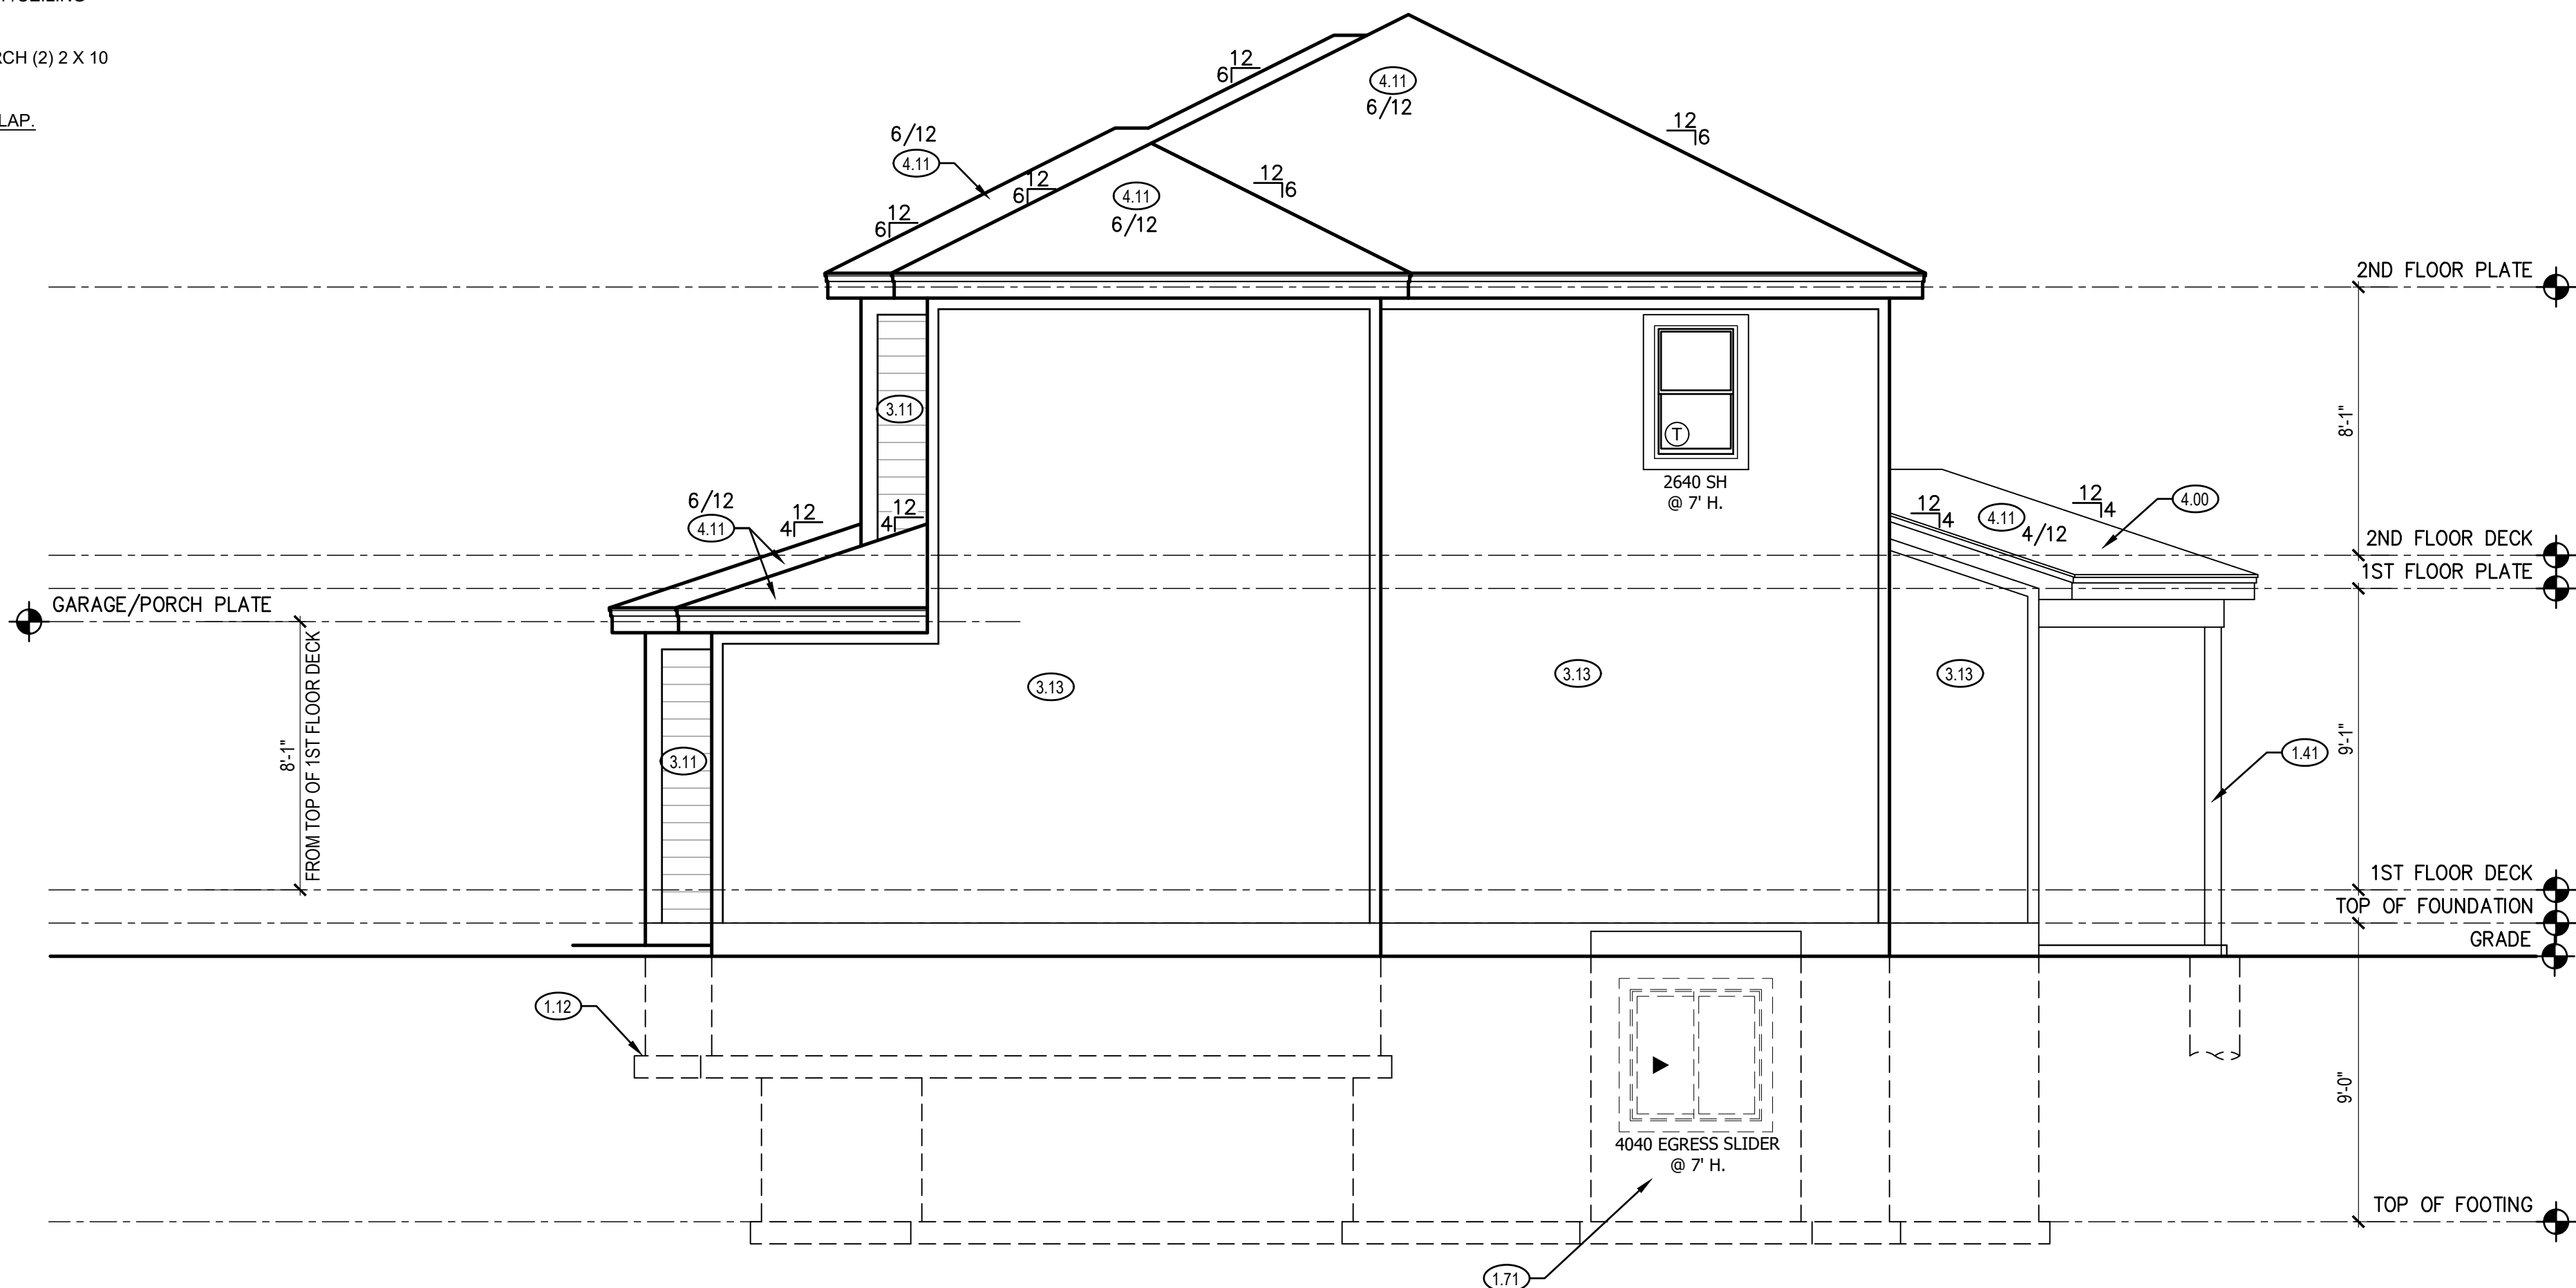 RCH (2) 2 X 10
LAP.
12
6
4.11
6/12
12
6
6/12
4.11
12
6
12
6
4.11
6/12
12
6
2ND FLOOR PLATE
3.11
T
2640 SH
@ 7' H.
8'-1"
6/12
4.11
12
4
12
4
12
4
4.11
4/12
12
4
4.00
2ND FLOOR DECK
1ST FLOOR PLATE
GARAGE/PORCH PLATE
8'-1"
FROM TOP OF 1ST FLOOR DECK
3.11
3.13
3.13
3.13
1.41
9'-1"
1ST FLOOR DECK
TOP OF FOUNDATION
GRADE
1.12
4040 EGRESS SLIDER
@ 7' H.
9'-0"
TOP OF FOOTING
1.71